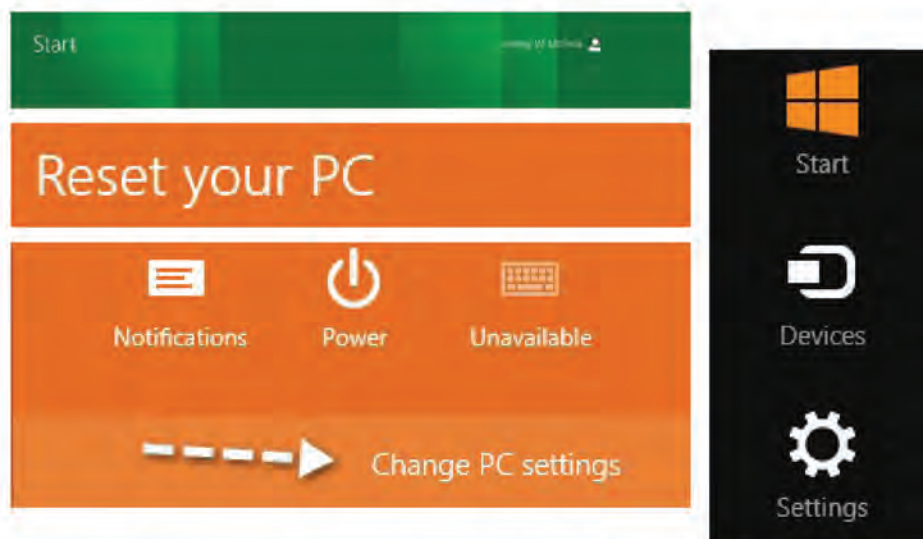 Start
Reset your PC
Notifications Power Unavailable
Change PC settings
Start
Devices
Settings